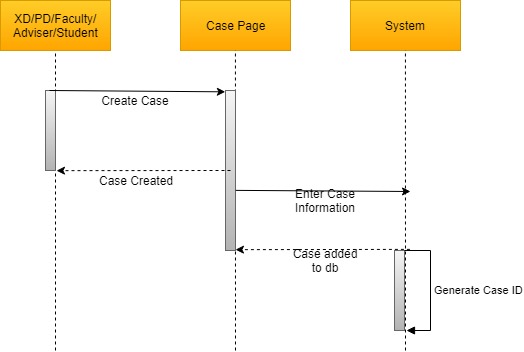 XD/PD/Faculty/
Adviser/Student
Case Page
System
Create Case
Case Created
Enter Case
Information
Case added
to db
Generate Case ID